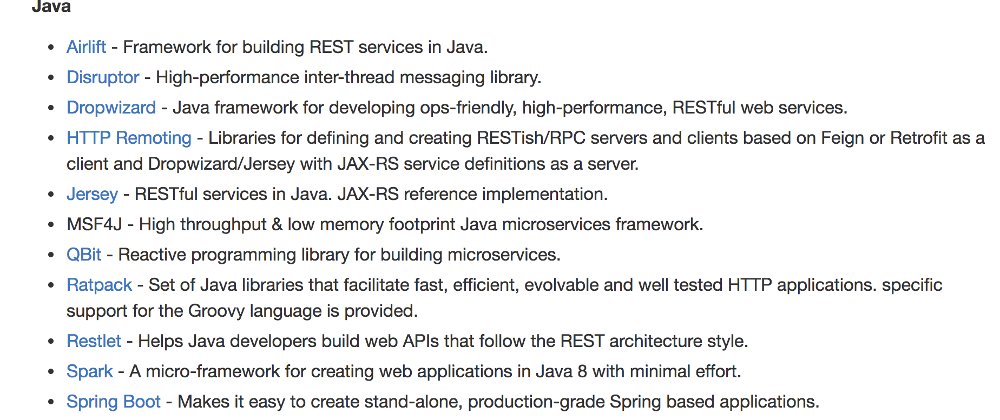 Java
• Airlift - Framework for building REST services in Java.
• Disruptor - High-performance inter-thread messaging library.
• Dropwizard - Java framework for developing ops-friendly, high-performance, RESTful web services.
• HTTP Remoting - Libraries for defining and creating RESTish/RPC servers and clients based on Feign or Retrofit as a
client and Dropwizard/Jersey with JAX-RS service definitions as a server.
• Jersey - RESTful services in Java. JAX-RS reference implementation.
• MSF4J - High throughput & low memory footprint Java microservices framework.
• QBit - Reactive programming library for building microservices.
• Ratpack - Set of Java libraries that facilitate fast, efficient, evolvable and well tested HTTP applications. specific
support for the Groovy language is provided.
• Restlet - Helps Java developers build web APIs that follow the REST architecture style.
• Spark - A micro-framework for creating web applications in Java 8 with minimal effort.
• Spring Boot - Makes it easy to create stand-alone, production-grade Spring based applications.